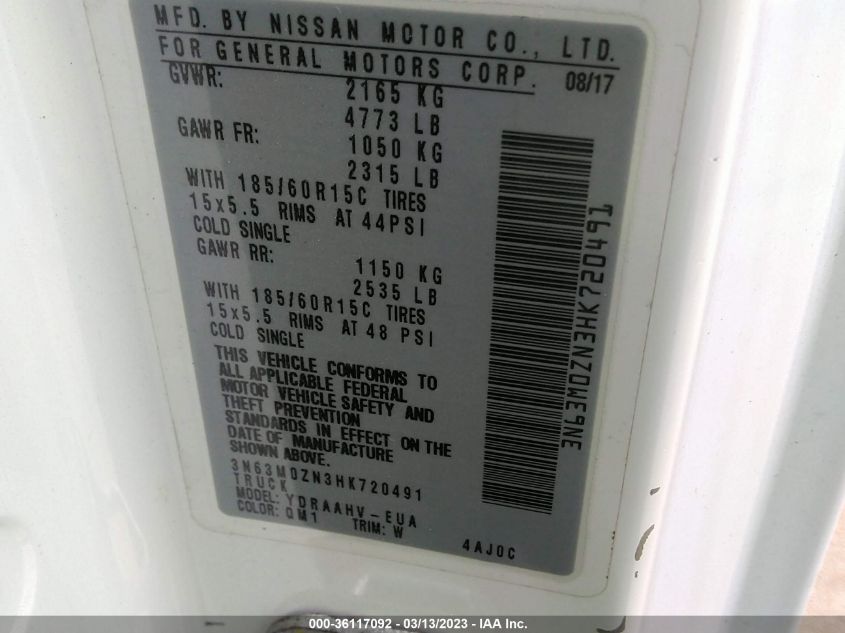 MFD. BY NISSAN MOTOR CO., LTD.
FOR GENERAL MOTORS CORP. 08/17
GVWR: 2165 KG
4773 LB
GAWR FR: 1050 KG
2315 LB
WITH 185/60R15C TIRES
15x5.5 RIMS AT 44PSI
COLD SINGLE
GAWR RR: 1150 KG
2535 LB
WITH 185/60R15C TIRES
15x5.5 RIMS AT 48 PSI
COLD SINGLE
THIS VEHICLE CONFORMS TO
ALL APPLICABLE FEDERAL
MOTOR VEHICLE SAFETY AND
THEFT PREVENTION
STANDARDS IN EFFECT ON THE
DATE OF MANUFACTURE
SHOWN ABOVE.
3N63M0ZN3HK720491
TRUCK
MODEL: YDRAAHV-EUA
COLOR: QM1 TRIM: W
4AJ0C
3N63M0ZN3HK720491
000-36117092 - 03/13/2023 - IAA Inc.